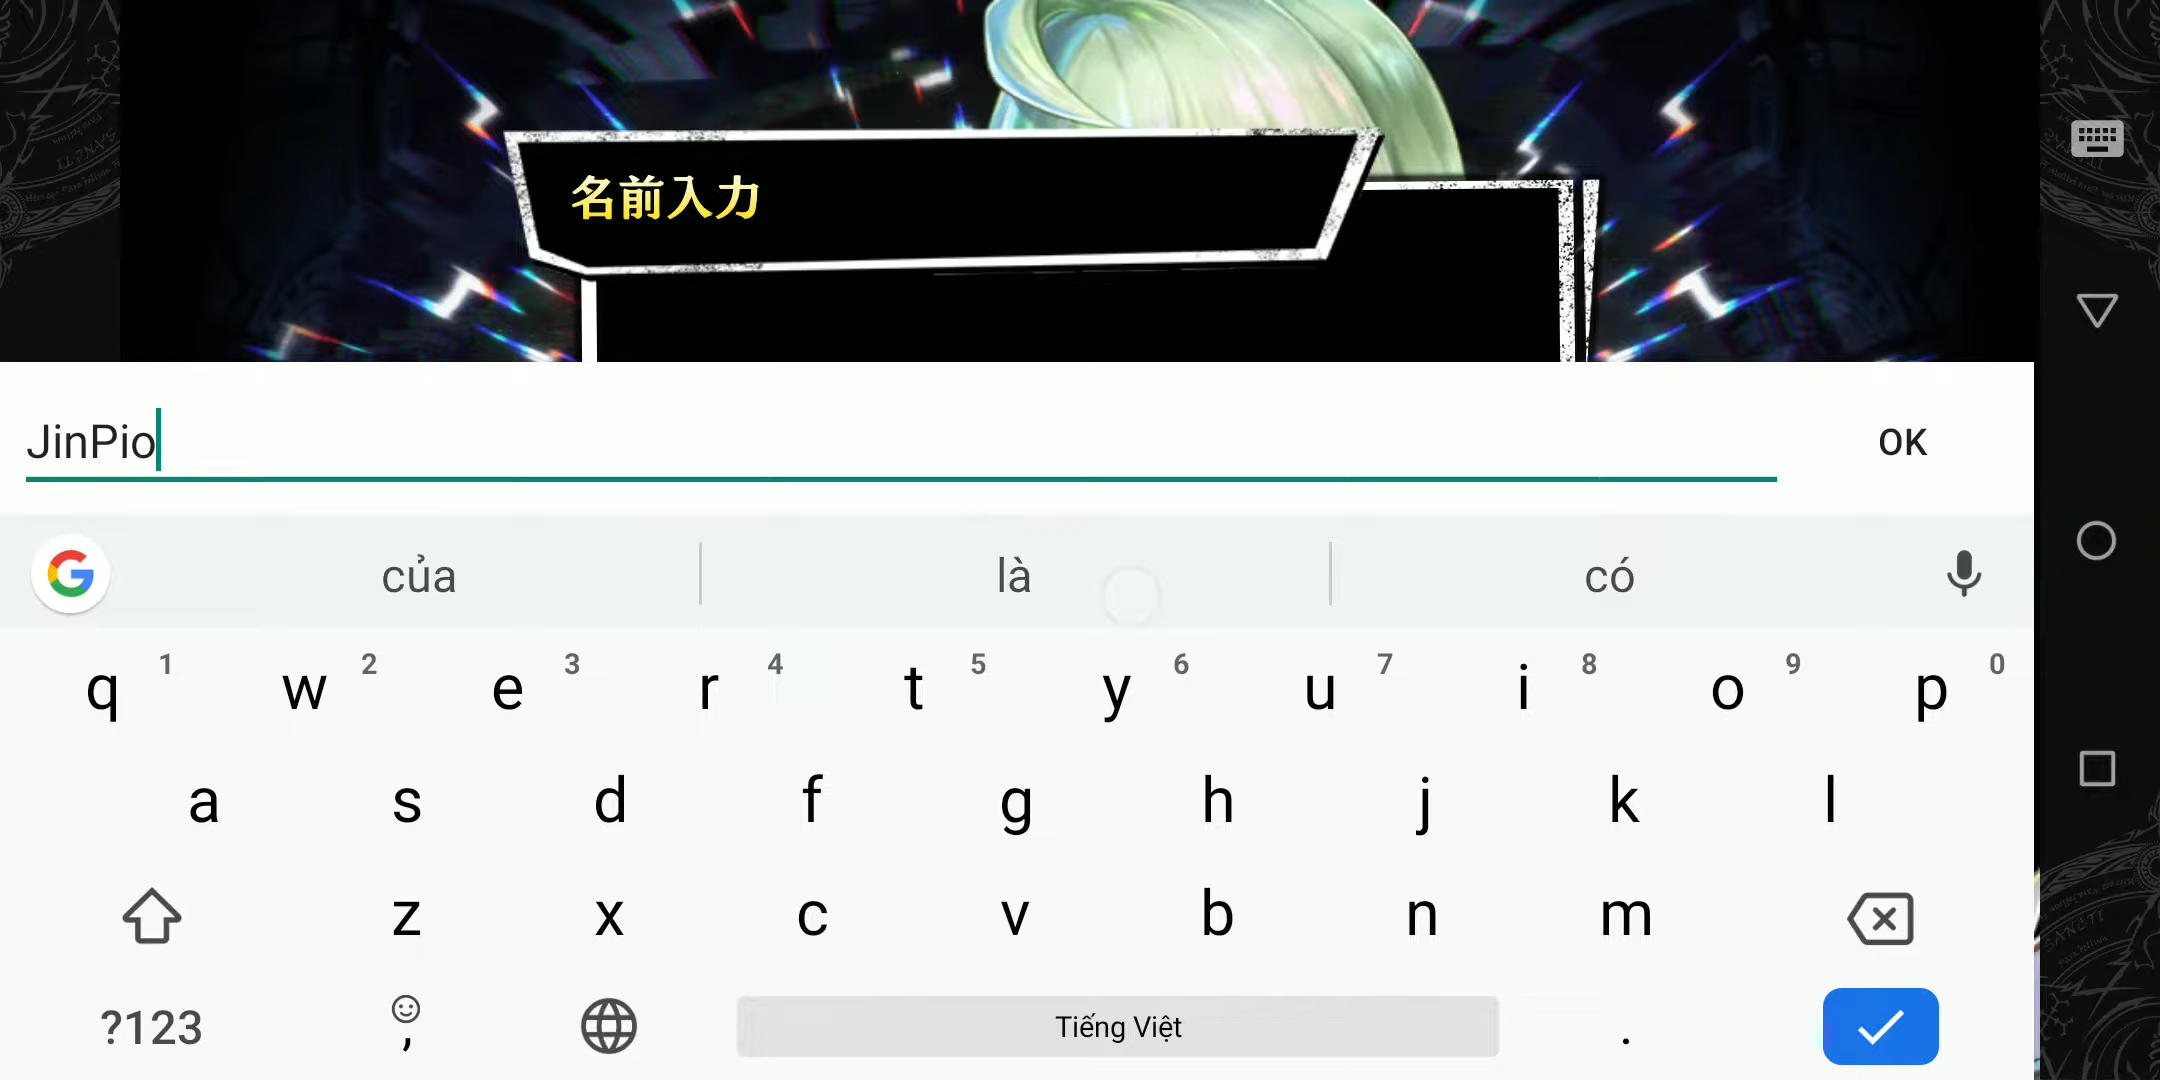 名前入力
JinPio
OK
của là có
q 1 w 2 e 3 r 4 t 5 y 6 u 7 i 8 o 9 p 0
a s d f g h j k l
z x c v b n m
?123 , Tiếng Việt .
SANCTI